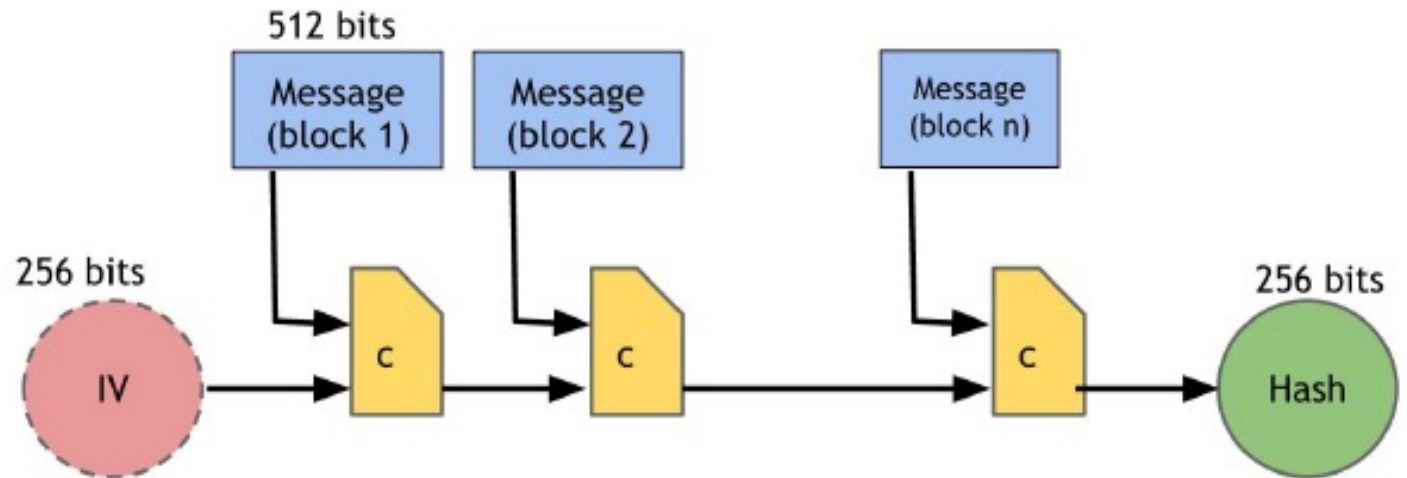 512 bits
Message
(block 1)
Message
(block 2)
Message
(block n)
256 bits
IV
c
c
c
256 bits
Hash